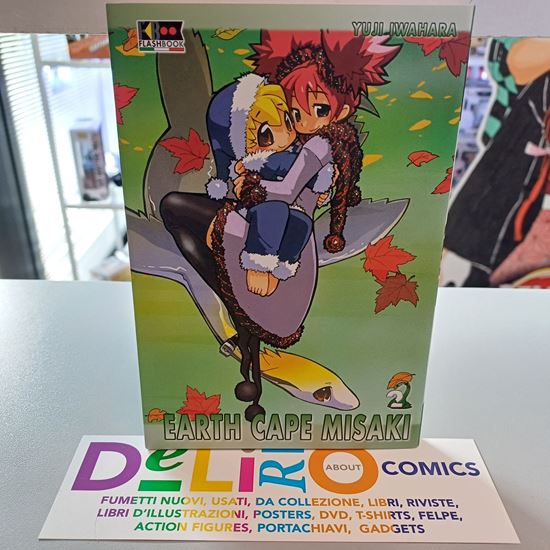 FLASHBOOK
YUJI IWAHARA
2
EARTH CAPE MISAKI
DeLiRiO
ABOUT
COMICS
FUMETTI NUOVI, USATI, DA COLLEZIONE, LIBRI, RIVISTE,
LIBRI D'ILLUSTRAZIONI, POSTERS, DVD, T-SHIRTS, FELPE,
ACTION FIGURES, PORTACHIAVI, GADGETS